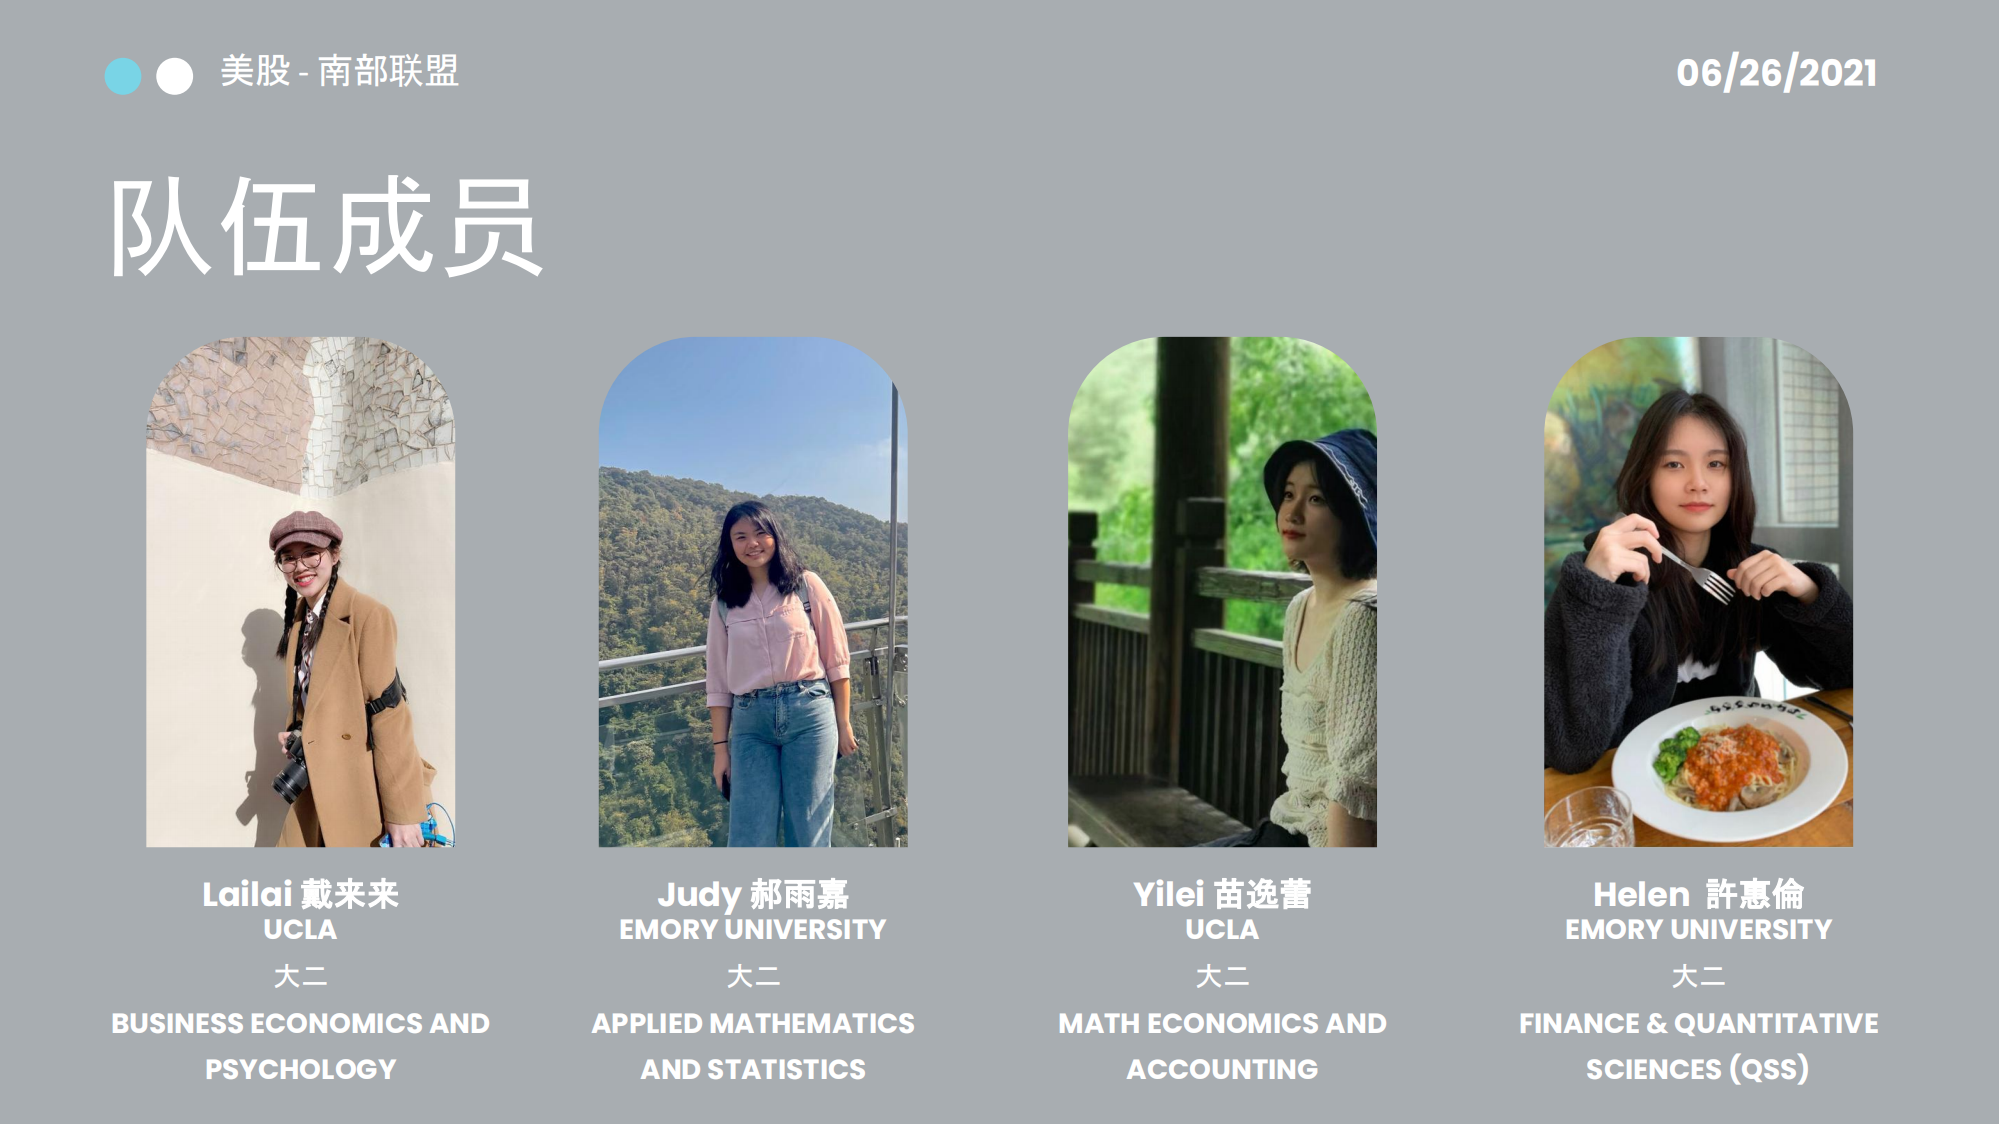 美股 - 南部联盟
06/26/2021
队伍成员
Lailai 戴来来
UCLA
大二
BUSINESS ECONOMICS AND
PSYCHOLOGY
Judy 郝雨嘉
EMORY UNIVERSITY
大二
APPLIED MATHEMATICS
AND STATISTICS
Yilei 苗逸蕾
UCLA
大二
MATH ECONOMICS AND
ACCOUNTING
Helen 許惠倫
EMORY UNIVERSITY
大二
FINANCE & QUANTITATIVE
SCIENCES (QSS)